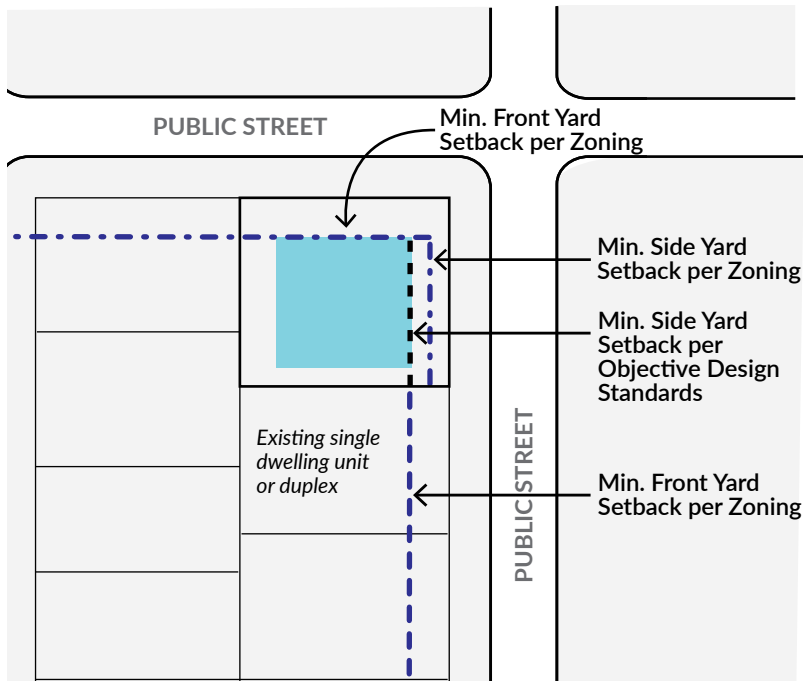 PUBLIC STREET
Min. Front Yard
Setback per Zoning
Min. Side Yard
Setback per Zoning
Min. Side Yard
Setback per
Objective Design
Standards
Existing single
dwelling unit
or duplex
PUBLIC STREET
Min. Front Yard
Setback per Zoning